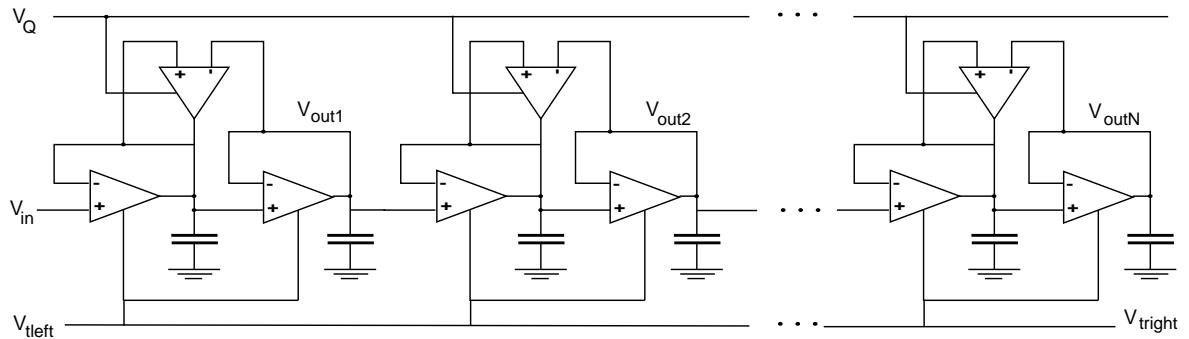 V_Q
. . .
+ -
+ -
+ -
V_out1
V_out2
V_outN
-
-
-
-
-
-
V_in
+
+
+
+
. . .
+
+
V_tleft
. . .
V_tright